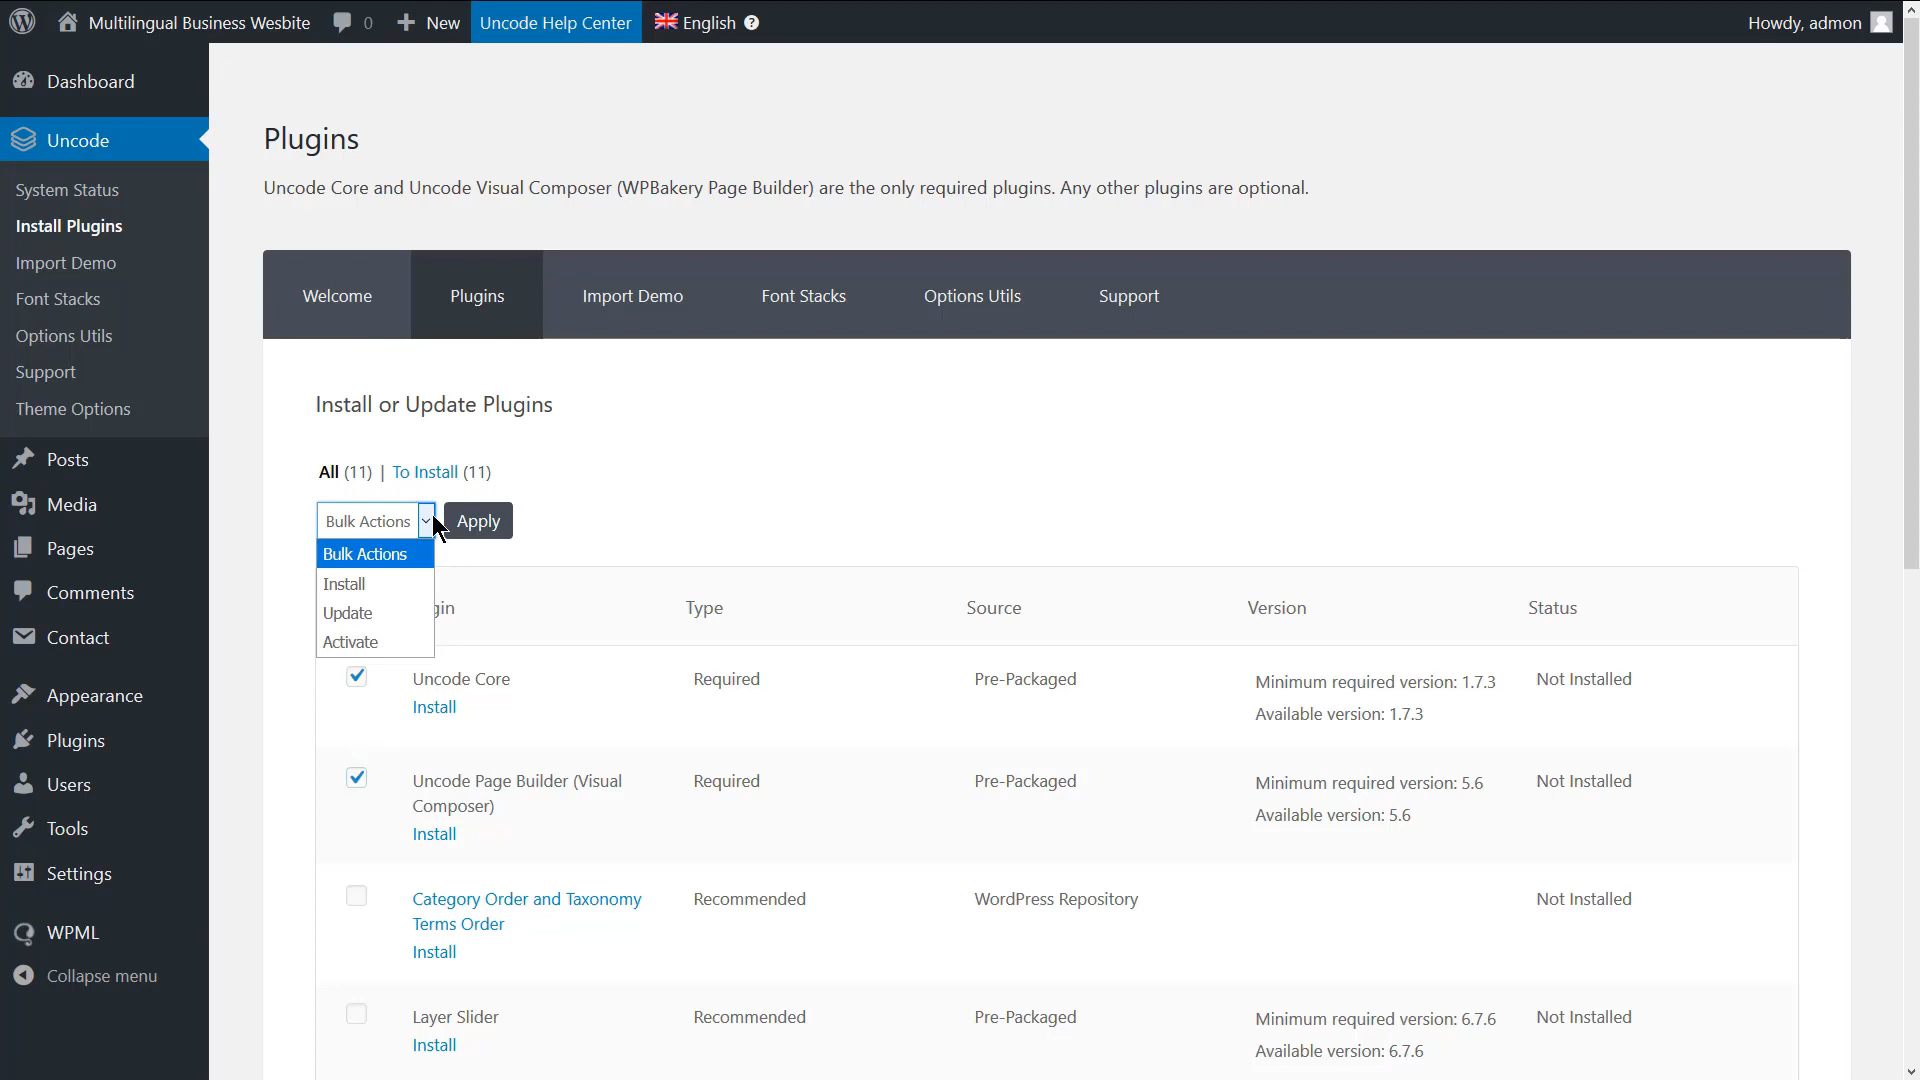 Multilingual Business Wesbite
0
New
Uncode Help Center
English
Howdy, admon
Dashboard
Uncode
System Status
Install Plugins
Import Demo
Font Stacks
Options Utils
Support
Theme Options
Posts
Media
Pages
Comments
Contact
Appearance
Plugins
Users
Tools
Settings
WPML
Collapse menu
Plugins
Uncode Core and Uncode Visual Composer (WPBakery Page Builder) are the only required plugins. Any other plugins are optional.
Welcome
Plugins
Import Demo
Font Stacks
Options Utils
Support
Install or Update Plugins
All (11) | To Install (11)
Bulk Actions
Apply
Bulk Actions
Install
Update
Activate
Type
Source
Version
Status
Uncode Core
Install
Required
Pre-Packaged
Minimum required version: 1.7.3
Available version: 1.7.3
Not Installed
Uncode Page Builder (Visual
Composer)
Install
Required
Pre-Packaged
Minimum required version: 5.6
Available version: 5.6
Not Installed
Category Order and Taxonomy
Terms Order
Install
Recommended
WordPress Repository
Not Installed
Layer Slider
Install
Recommended
Pre-Packaged
Minimum required version: 6.7.6
Available version: 6.7.6
Not Installed